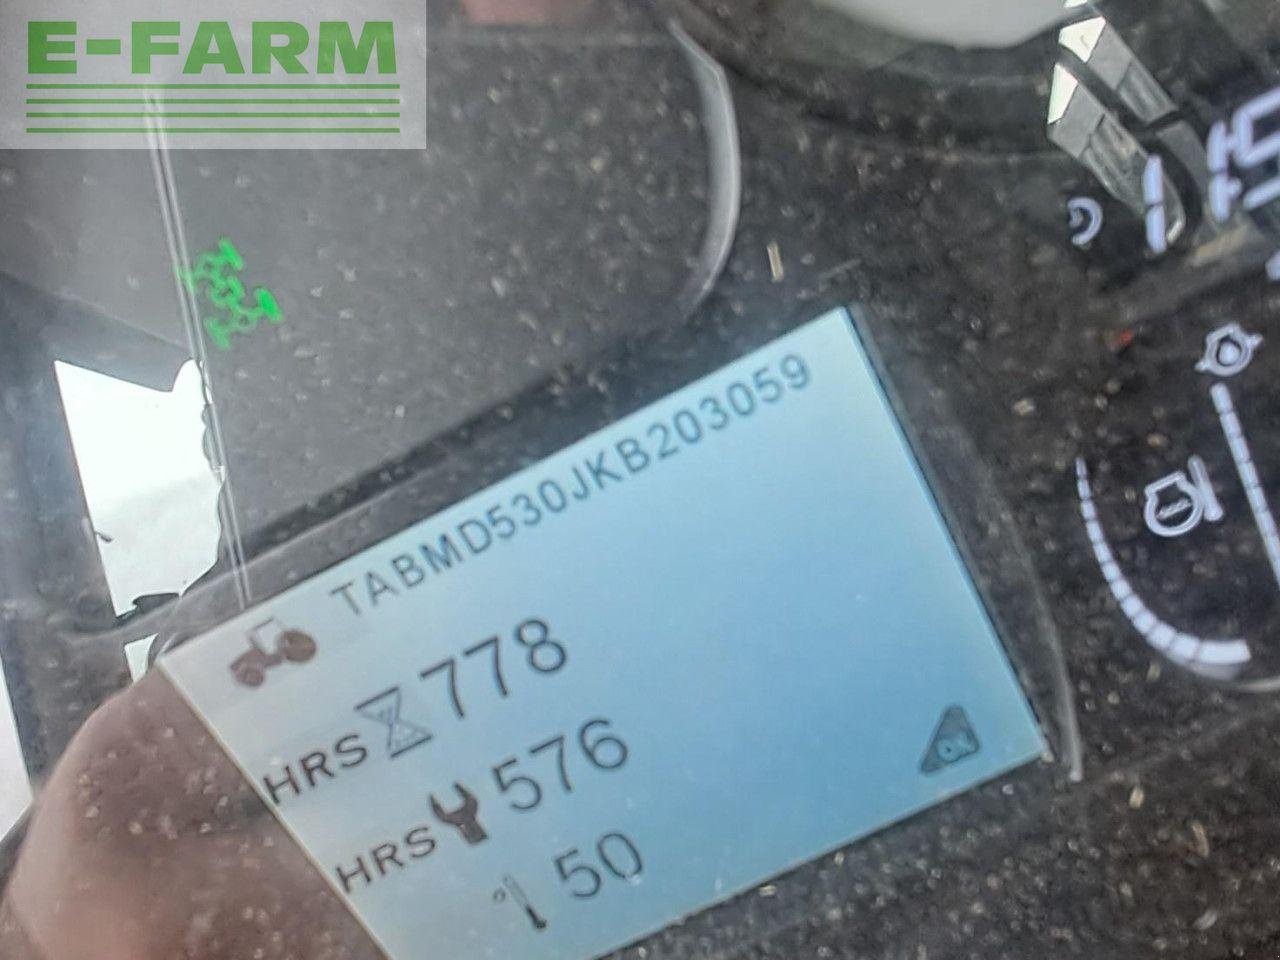 E-FARM
TABMD530JKB203059
HRS 778
HRS 576
50